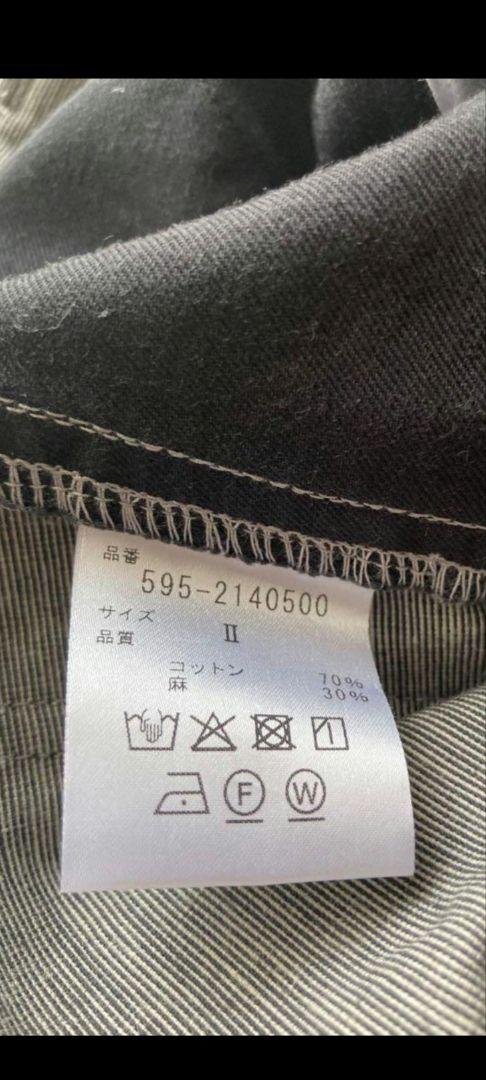 品番
595-2140500
サイズ II
品質
コットン 70%
麻 30%
F W